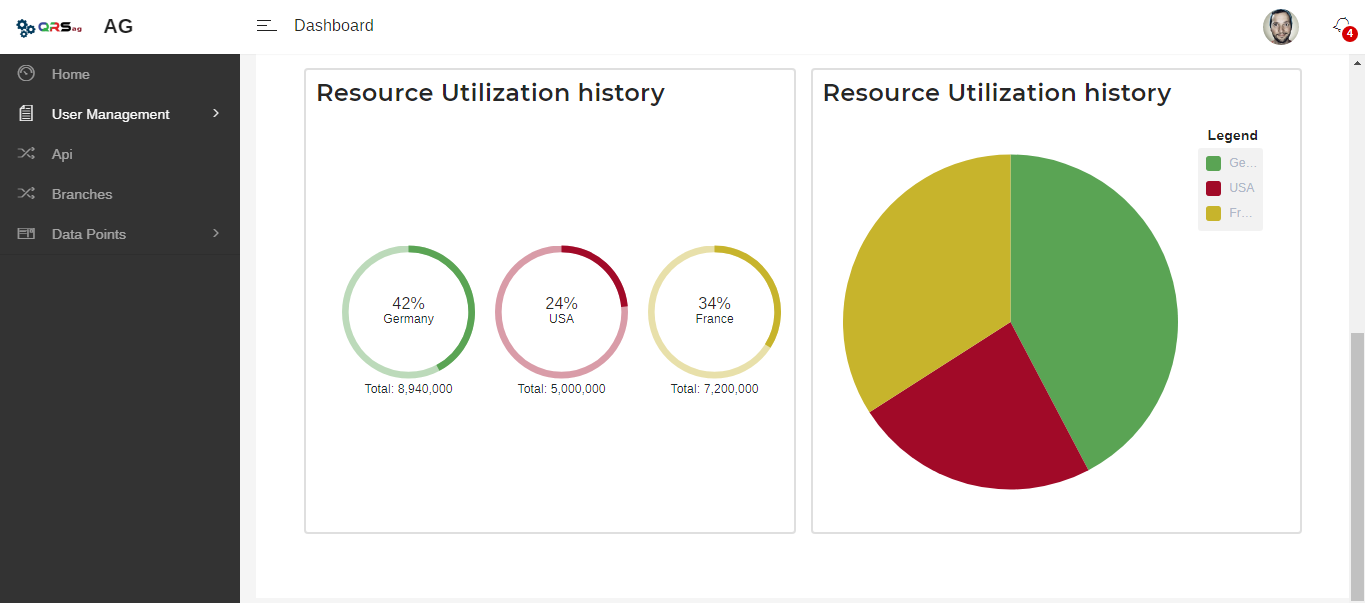 QRS ag AG
Dashboard
4
Home
User Management
Api
Branches
Data Points
Resource Utilization history
42%
Germany
Total: 8,940,000
24%
USA
Total: 5,000,000
34%
France
Total: 7,200,000
Resource Utilization history
Legend
Ge...
USA
Fr...